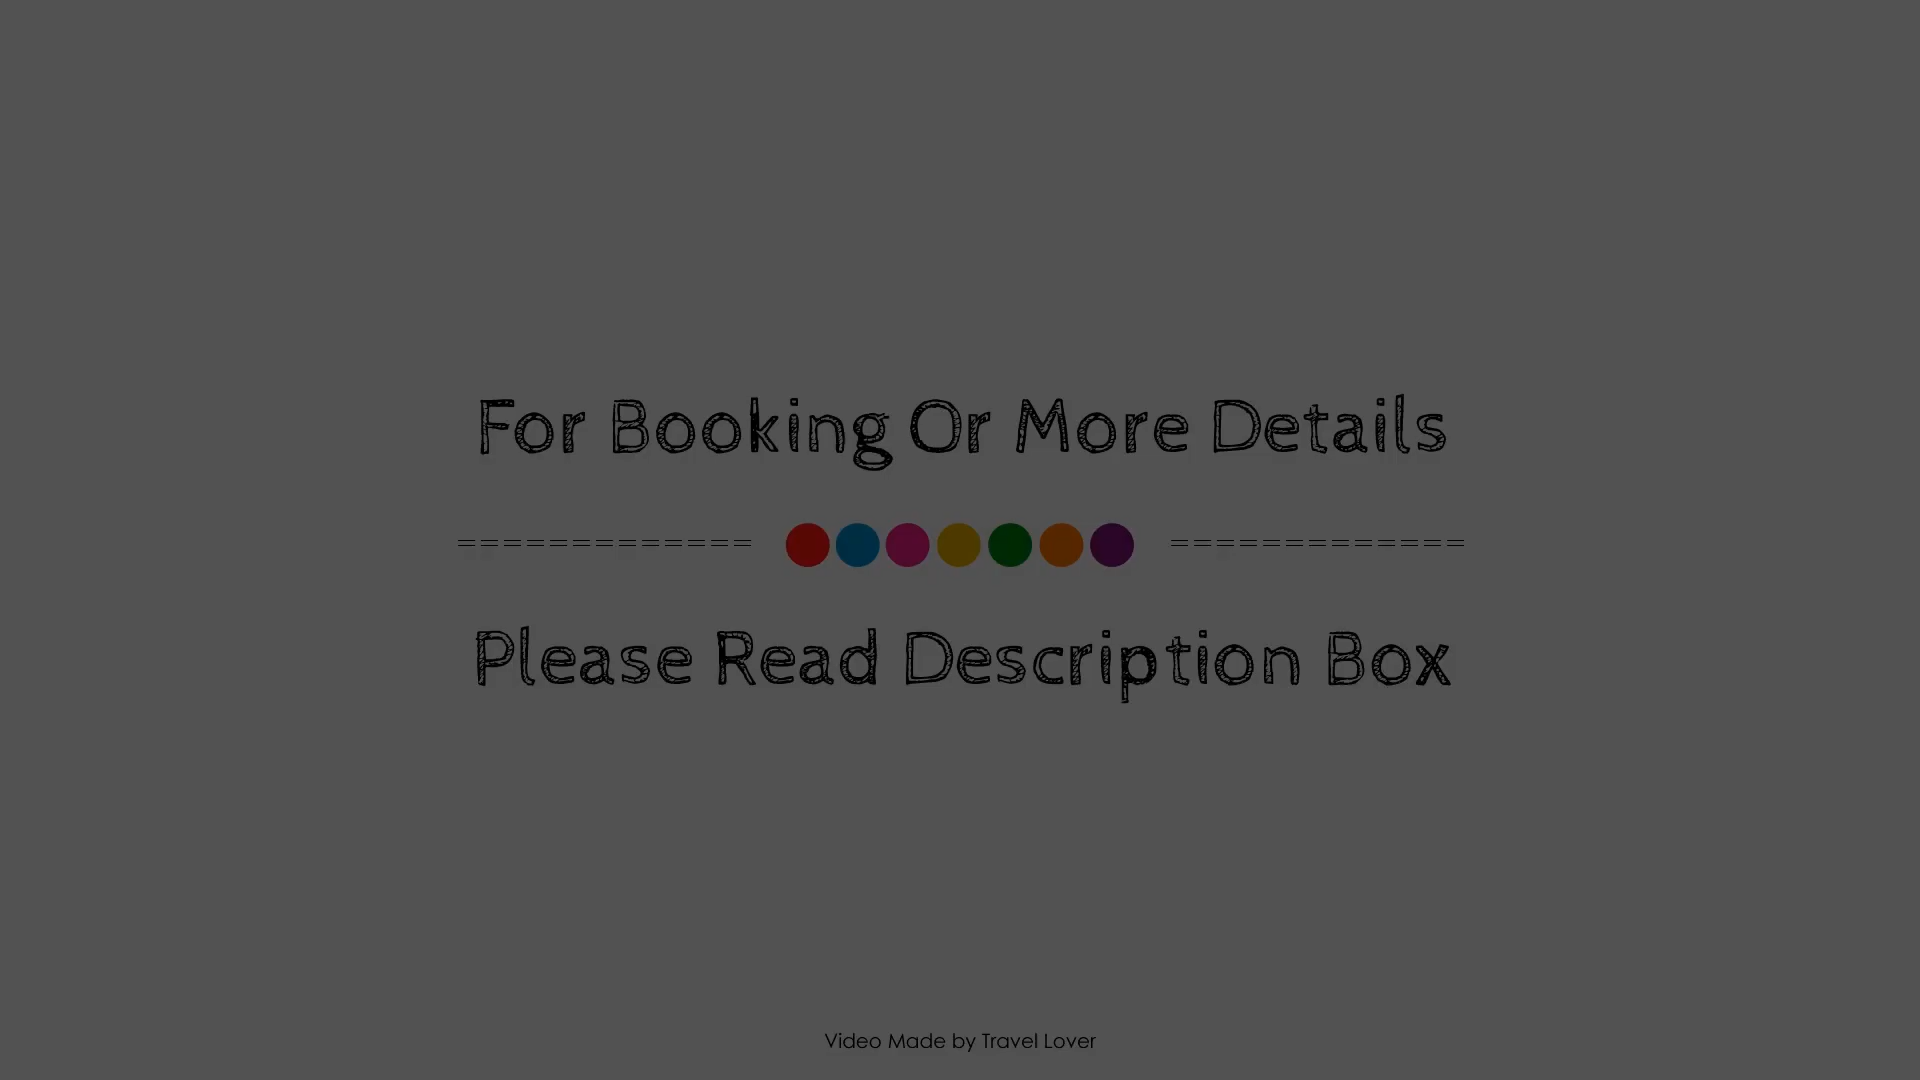 For Booking Or More Details
============= =============
Please Read Description Box
Video Made by Travel Lover